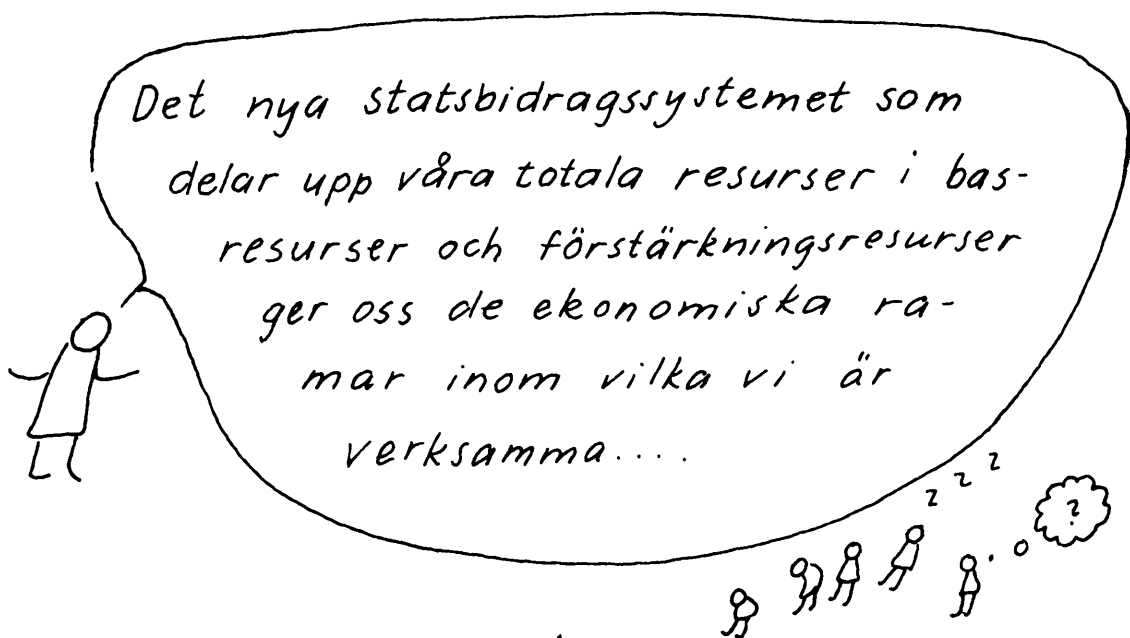 Det nya statsbidragssystemet som
delar upp våra totala resurser i bas-
resurser och förstärkningsresurser
ger oss de ekonomiska ra-
mar inom vilka vi är
verksamma....
z z z
?